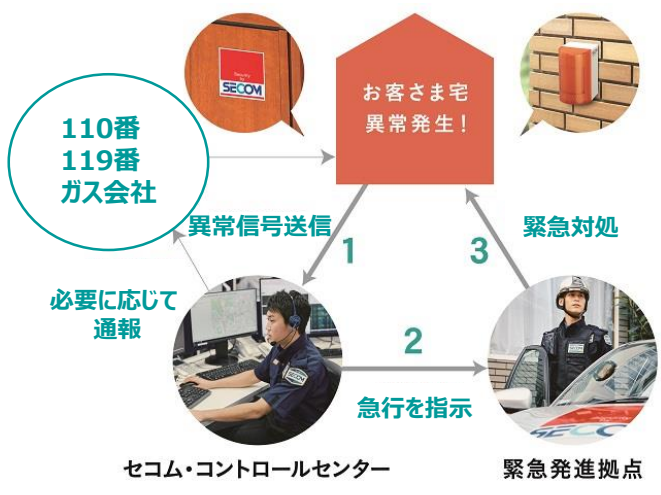 Security
by
SECOM
お客さま宅
異常発生！
110番
119番
ガス会社
異常信号送信
1
3
緊急対処
必要に応じて
通報
2
急行を指示
SECO
セコム・コントロールセンター
緊急発進拠点